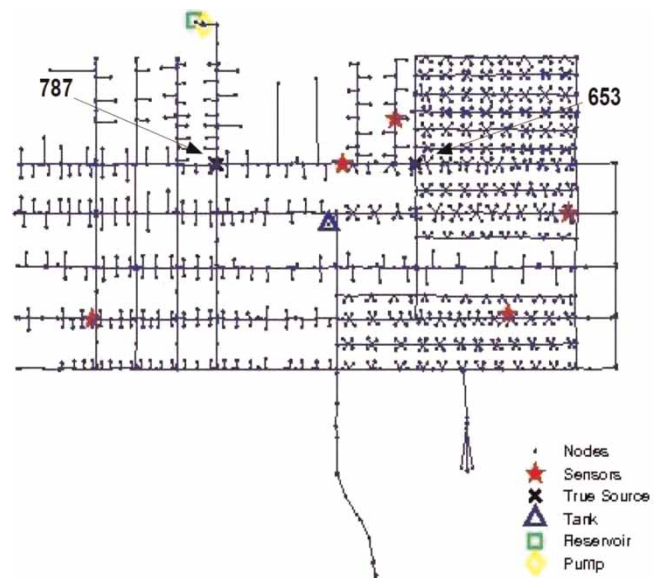 787
653
Nodes
Sensors
True Source
Tank
Reservoir
Pump